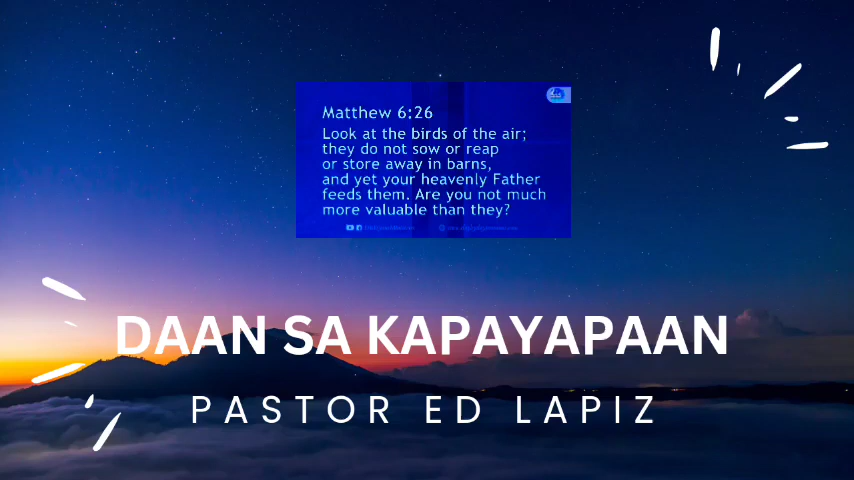 Matthew 6:26
Look at the birds of the air;
they do not sow or reap
or store away in barns,
and yet your heavenly Father
feeds them. Are you not much
more valuable than they?
DAAN SA KAPAYAPAAN
PASTOR ED LAPIZ